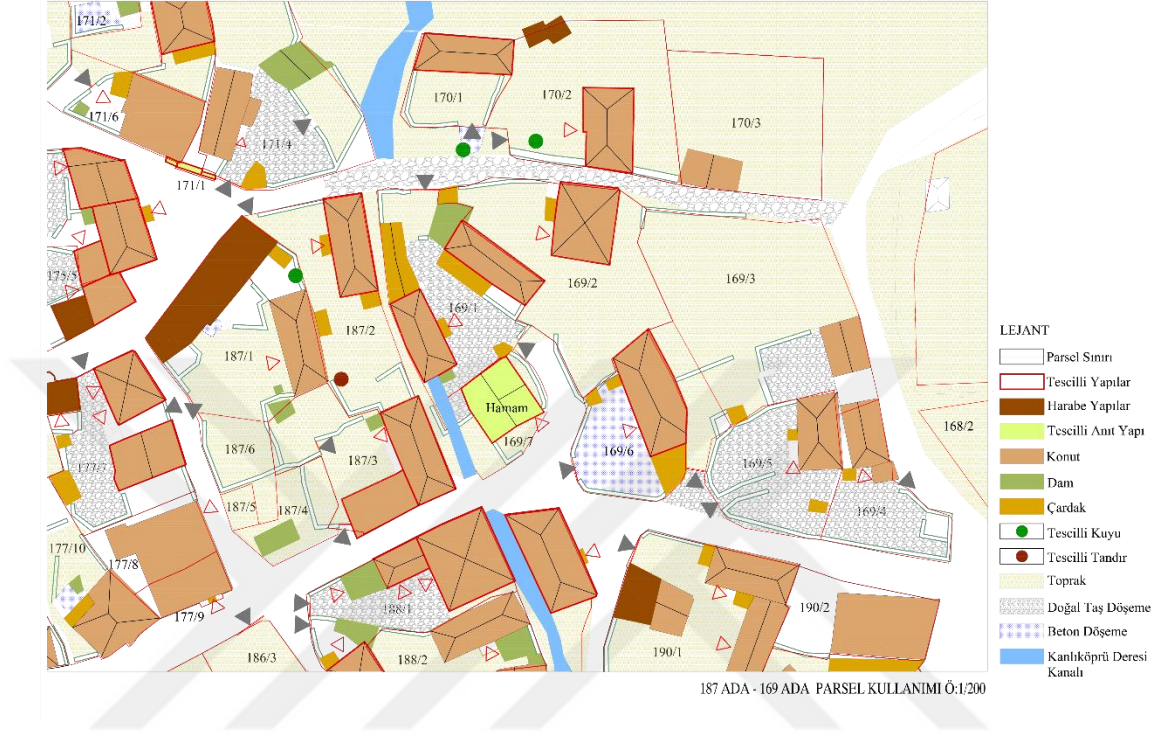 171/2
170/1
170/2
170/3
171/6
171/4
171/1
175/5
169/1
169/2
169/3
187/2
187/1
Hamam
169/7
169/6
168/2
187/6
187/3
169/5
177/7
187/5
187/4
169/4
177/10
177/8
177/9
188/1
190/2
186/3
188/2
190/1
LEJANT
Parsel Sınırı
Tescilli Yapılar
Harabe Yapılar
Tescilli Anıt Yapı
Konut
Dam
Çardak
Tescilli Kuyu
Tescilli Tandır
Toprak
Doğal Taş Döşeme
Beton Döşeme
Kanlıköprü Deresi
Kanalı
187 ADA - 169 ADA PARSEL KULLANIMI Ö:1/200